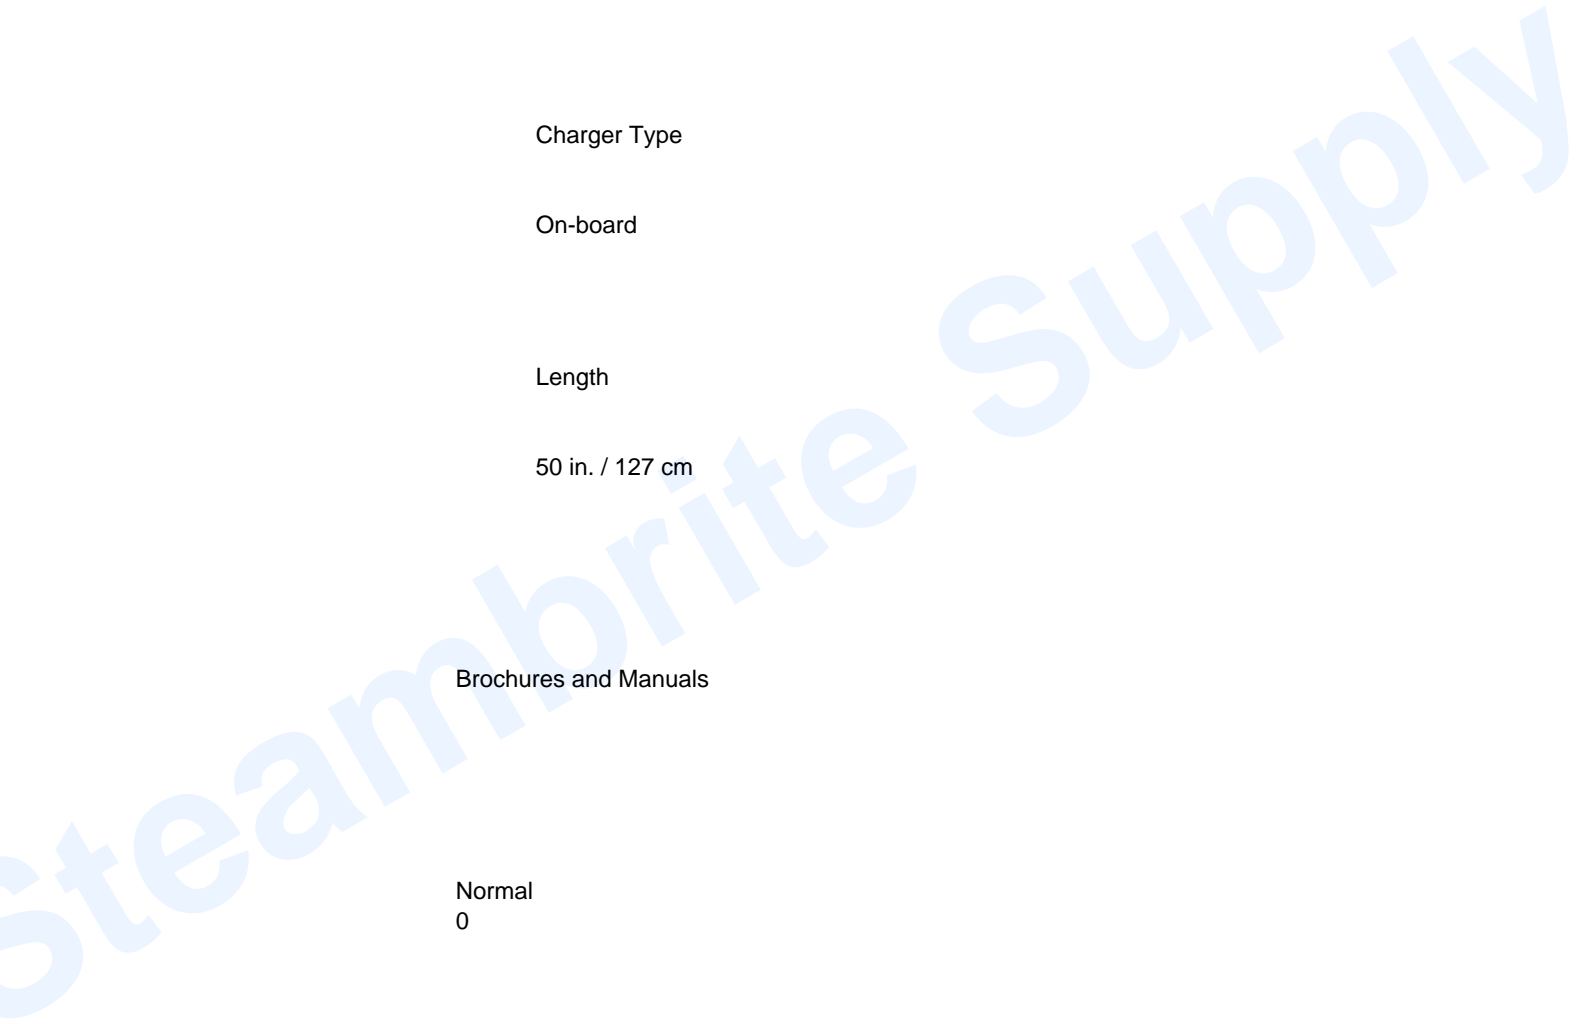 Charger Type
On-board
Length
50 in. / 127 cm
Brochures and Manuals
Normal
0
Steambrite Supply